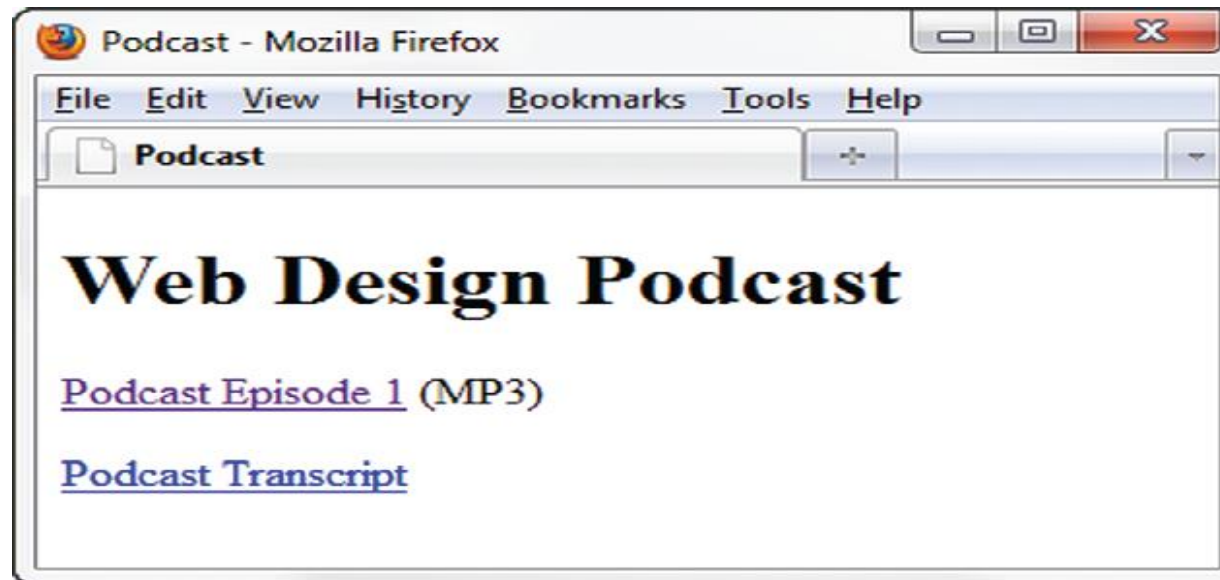 Podcast - Mozilla Firefox
File Edit View History Bookmarks Tools Help
Podcast
Web Design Podcast
Podcast Episode 1 (MP3)
Podcast Transcript